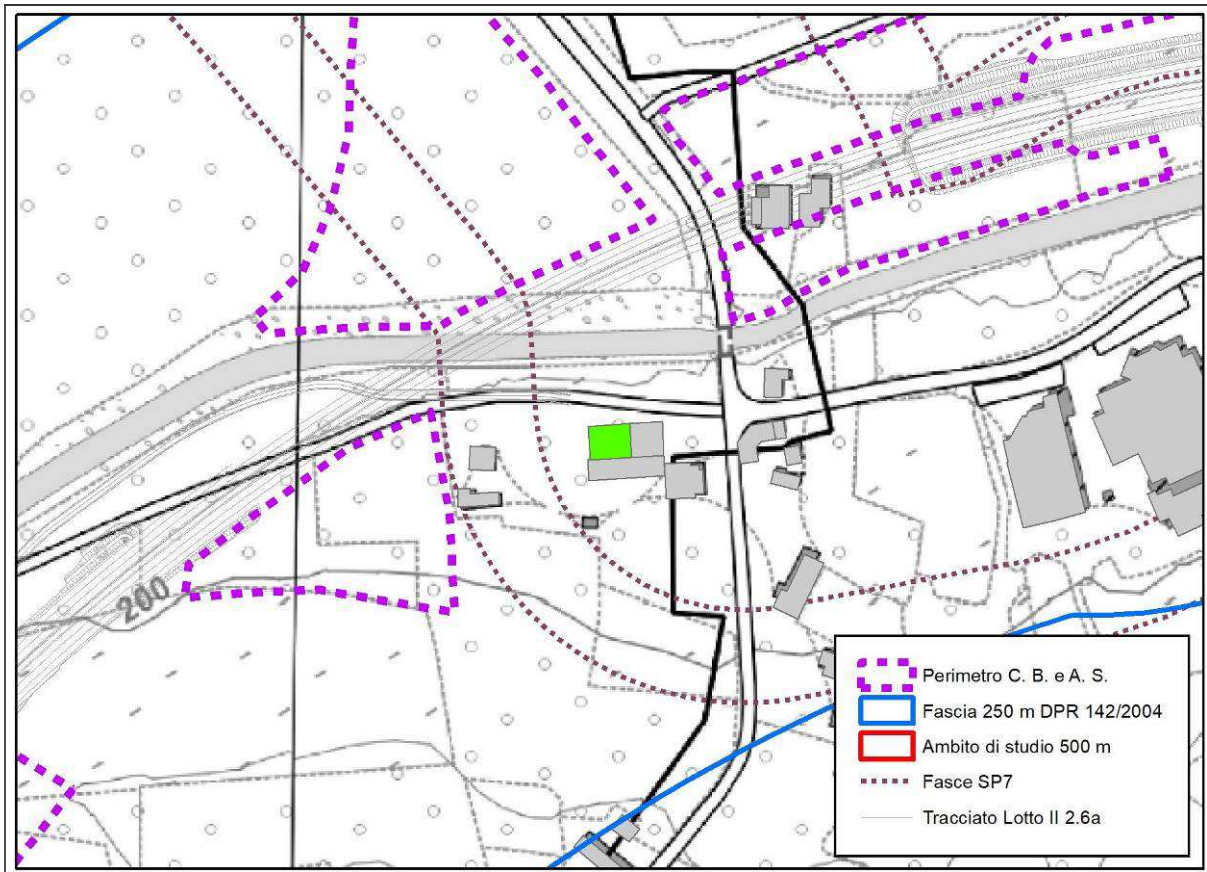 200
Perimetro C. B. e A. S.
Fascia 250 m DPR 142/2004
Ambito di studio 500 m
Fasce SP7
Tracciato Lotto II 2.6a